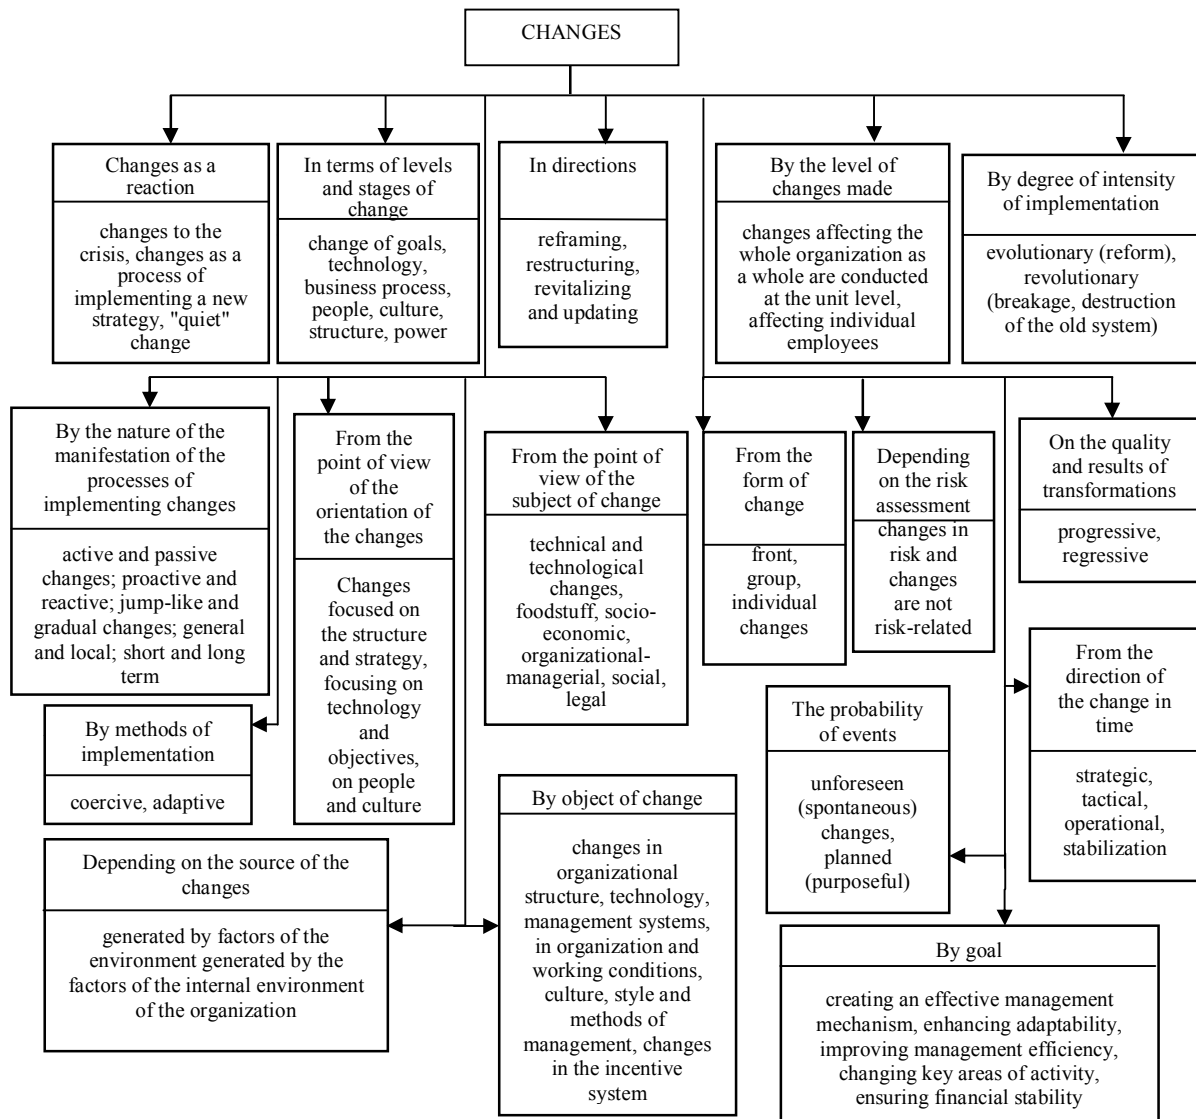 CHANGES
Changes as a
reaction
changes to the
crisis, changes as a
process of
implementing a new
strategy, "quiet"
change
In terms of levels
and stages of
change
change of goals,
technology,
business process,
people, culture,
structure, power
In directions
reframing,
restructuring,
revitalizing
and updating
By the level of
changes made
changes affecting the
whole organization as
a whole are conducted
at the unit level,
affecting individual
employees
By degree of intensity
of implementation
evolutionary (reform),
revolutionary
(breakage, destruction
of the old system)
By the nature of the
manifestation of the
processes of
implementing changes
active and passive
changes; proactive and
reactive; jump-like and
gradual changes; general
and local; short and long
term
From the
point of view
of the
orientation of
the changes
Changes
focused on
the structure
and strategy,
focusing on
technology
and
objectives,
on people
and culture
From the point of
view of the
subject of change
technical and
technological
changes,
foodstuff, socio-
economic,
organizational-
managerial, social,
legal
From the
form of
change
front,
group,
individual
changes
Depending
on the risk
assessment
changes in
risk and
changes
are not
risk-related
On the quality
and results of
transformations
progressive,
regressive
By methods of
implementation
coercive, adaptive
The probability
of events
unforeseen
(spontaneous)
changes,
planned
(purposeful)
From the
direction of
the change in
time
strategic,
tactical,
operational,
stabilization
Depending on the source of the
changes
generated by factors of the
environment generated by the
factors of the internal environment
of the organization
By object of change
changes in
organizational
structure, technology,
management systems,
in organization and
working conditions,
culture, style and
methods of
management, changes
in the incentive
system
By goal
creating an effective management
mechanism, enhancing adaptability,
improving management efficiency,
changing key areas of activity,
ensuring financial stability